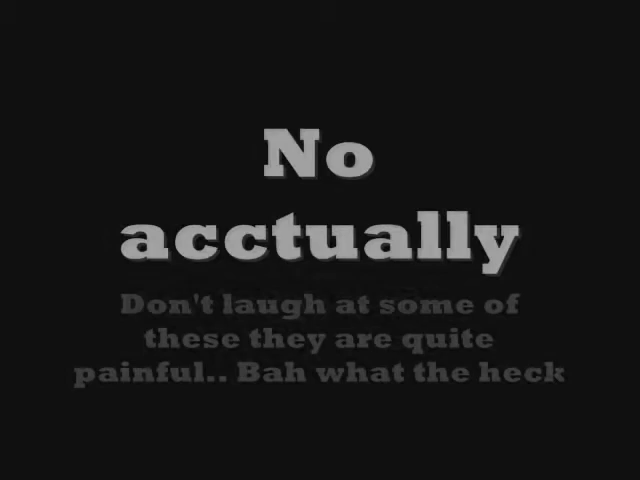 No
acctually
Don't laugh at some of
these they are quite
painful.. Bah what the heck